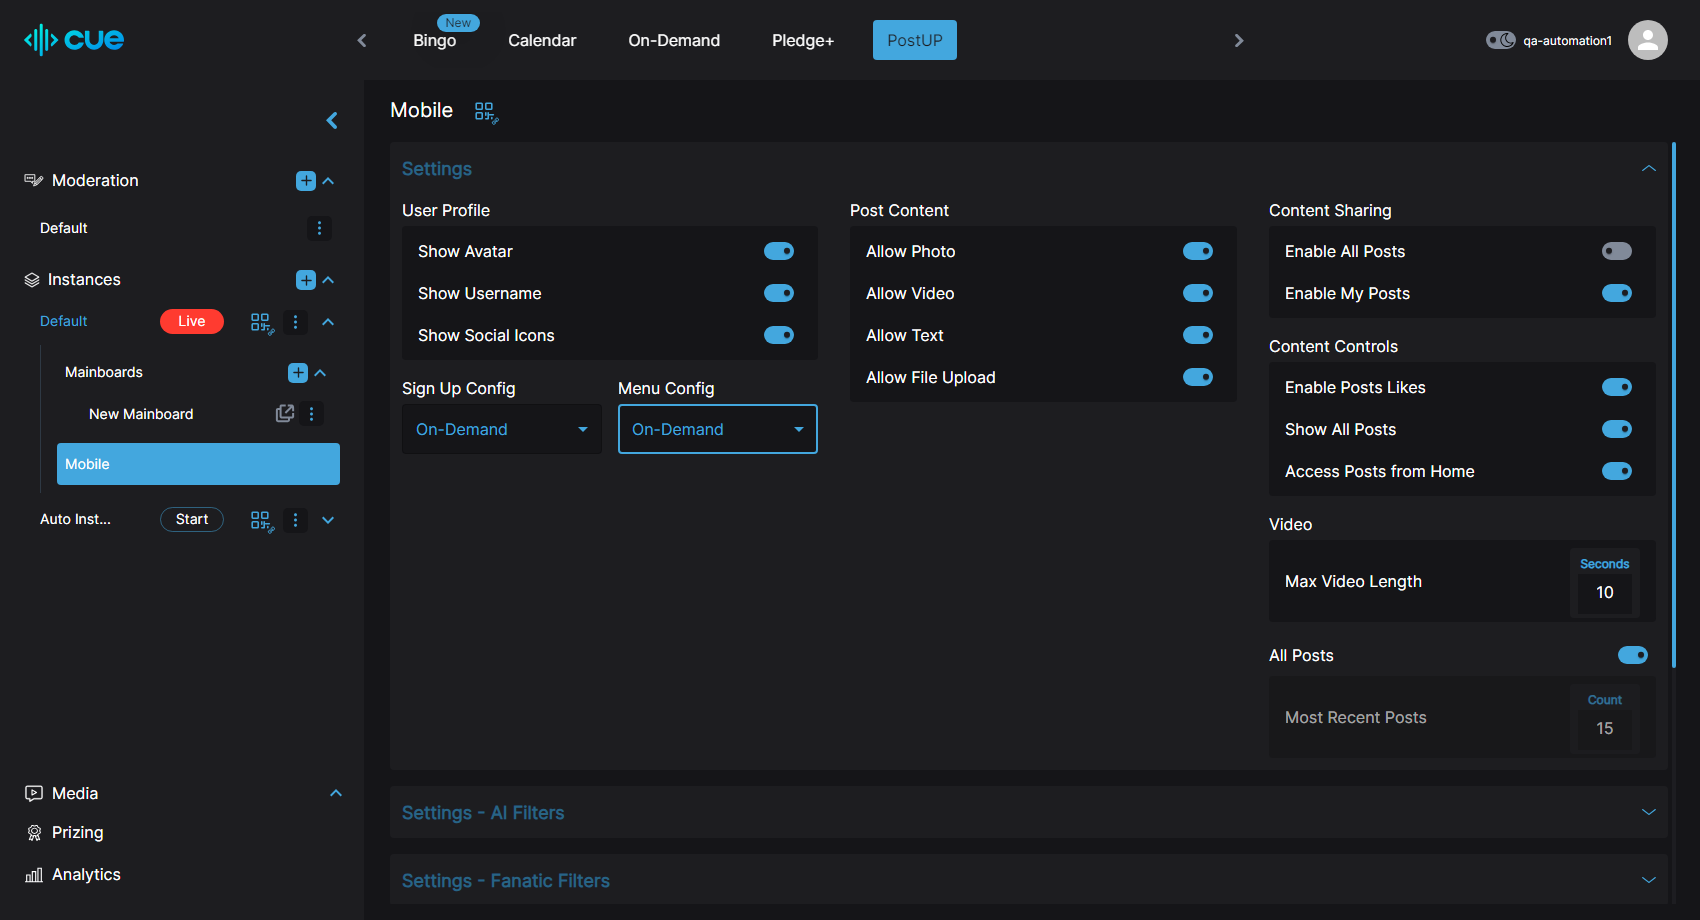 cue
New
Bingo
Calendar
On-Demand
Pledge+
PostUP
qa-automation1
Moderation
Default
Instances
Default
Live
Mainboards
New Mainboard
Mobile
Auto Inst...
Start
Media
Prizing
Analytics
Mobile
Settings
User Profile
Show Avatar
Show Username
Show Social Icons
Sign Up Config
On-Demand
Menu Config
On-Demand
Post Content
Allow Photo
Allow Video
Allow Text
Allow File Upload
Content Sharing
Enable All Posts
Enable My Posts
Content Controls
Enable Posts Likes
Show All Posts
Access Posts from Home
Video
Max Video Length
Seconds
10
All Posts
Most Recent Posts
Count
15
Settings - AI Filters
Settings - Fanatic Filters